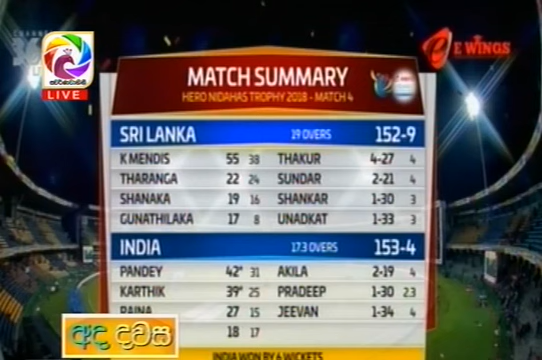 E WINGS
LIVE
MATCH SUMMARY
HERO NIDAHAS TROPHY 2018 - MATCH 4
SRI LANKA 19 OVERS 152-9
K MENDIS 55 38 THAKUR 4-27 4
THARANGA 22 24 SUNDAR 2-21 4
SHANAKA 19 16 SHANKAR 1-30 3
GUNATHILAKA 17 8 UNADKAT 1-33 3
INDIA 17.3 OVERS 153-4
PANDEY 42* 31 AKILA 2-19 4
KARTHIK 39* 25 PRADEEP 1-30 2.3
RAINA 27 15 JEEVAN 1-34 4
18 17
අද දවස
INDIA WON BY 6 WICKETS